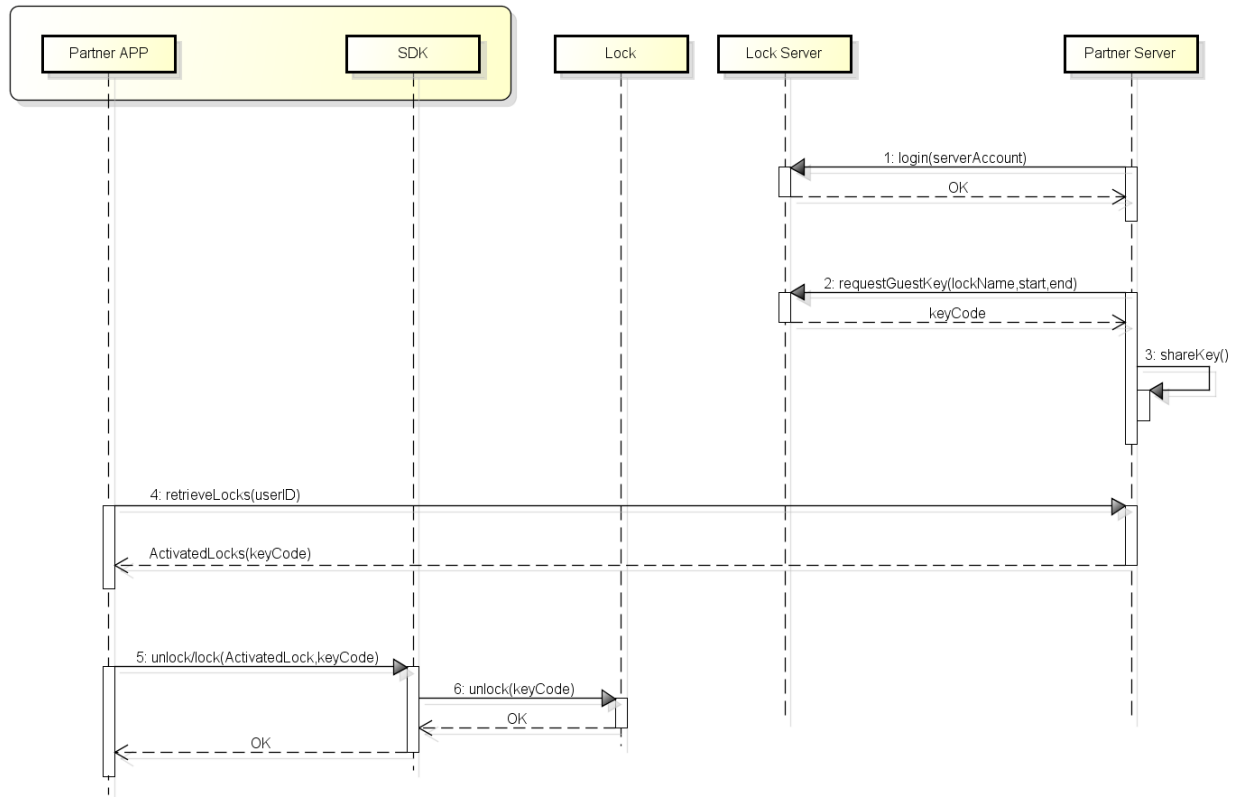 Partner APP
SDK
Lock
Lock Server
Partner Server
1: login(serverAccount)
OK
2: requestGuestKey(lockName,start,end)
keyCode
3: shareKey()
4: retrieveLocks(userID)
ActivatedLocks(keyCode)
5: unlock/lock(ActivatedLock,keyCode)
6: unlock(keyCode)
OK
OK